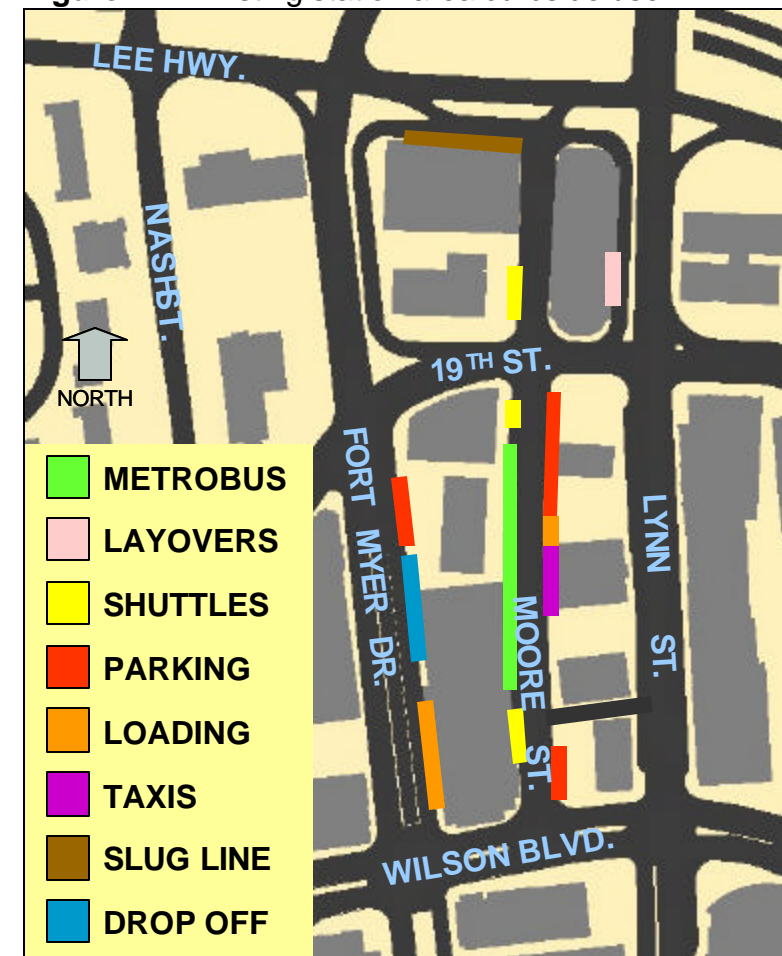 LEE HWY.
NASH ST.
19TH ST.
NORTH
FORT MYER DR.
LYNN ST.
MOORE ST.
WILSON BLVD.
METROBUS
LAYOVERS
SHUTTLES
PARKING
LOADING
TAXIS
SLUG LINE
DROP OFF